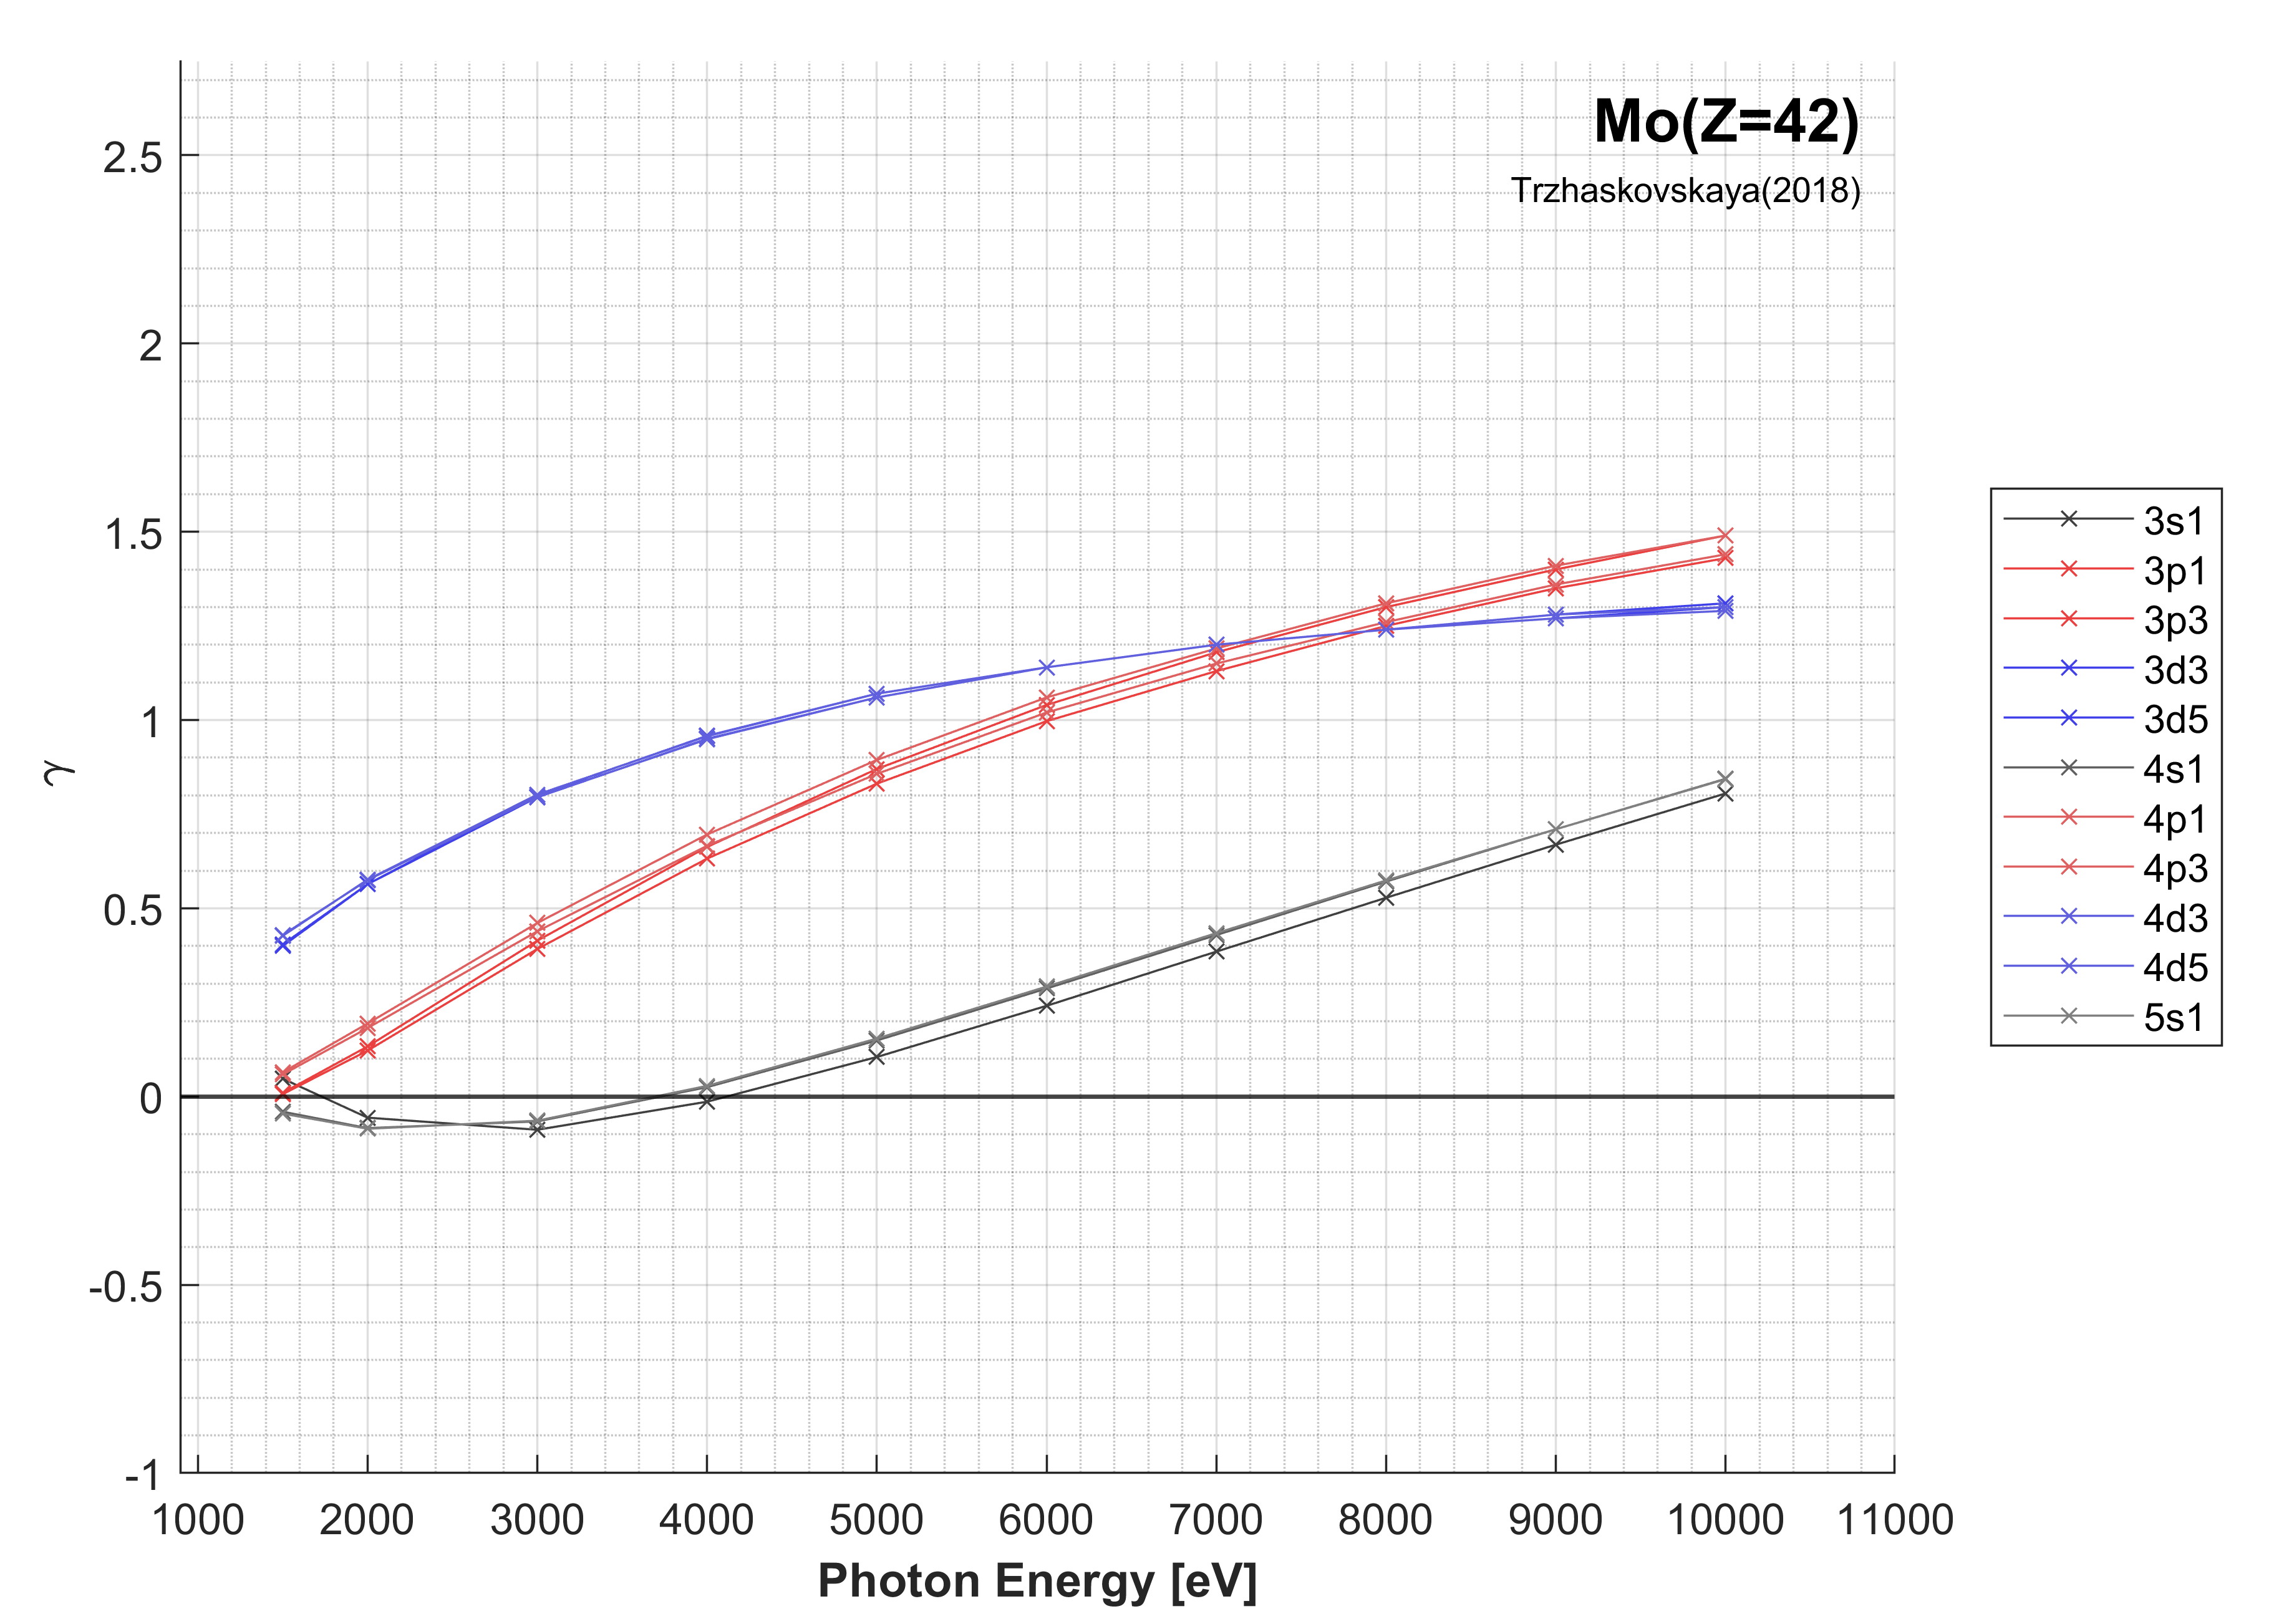 Mo(Z=42)
Trzhaskovskaya(2018)
2.5
2
1.5
1
0.5
0
-0.5
-1
γ
1000 2000 3000 4000 5000 6000 7000 8000 9000 10000 11000
Photon Energy [eV]
3s1
3p1
3p3
3d3
3d5
4s1
4p1
4p3
4d3
4d5
5s1